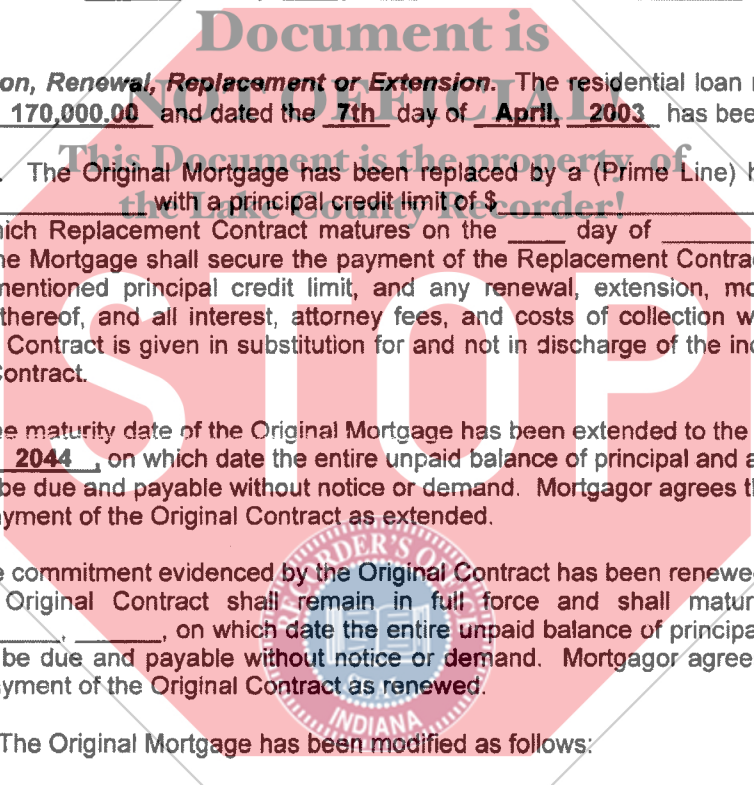 Document is
on, Renewal, Replacement or Extension. The residential loan
NOT OFFICIAL
170,000.00 and dated the 7th day of April, 2003 has bee
This Document is the property of
. The Original Mortgage has been replaced by a (Prime Line) h
the Lake County Recorder!
with a principal credit limit of $
ich Replacement Contract matures on the ____ day of
e Mortgage shall secure the payment of the Replacement Contrac
mentioned principal credit limit, and any renewal, extension, mo
thereof, and all interest, attorney fees, and costs of collection w
Contract is given in substitution for and not in discharge of the in
Contract.
STOP
e maturity date of the Original Mortgage has been extended to the
2044 , on which date the entire unpaid balance of principal and a
be due and payable without notice or demand. Mortgagor agrees t
yment of the Original Contract as extended.
RECORDER'S OF
e commitment evidenced by the Original Contract has been renewe
Original Contract shall remain in full force and shall matur
______, ______, on which date the entire unpaid balance of principa
be due and payable without notice or demand. Mortgagor agree
yment of the Original Contract as renewed.
INDIANA
The Original Mortgage has been modified as follows: